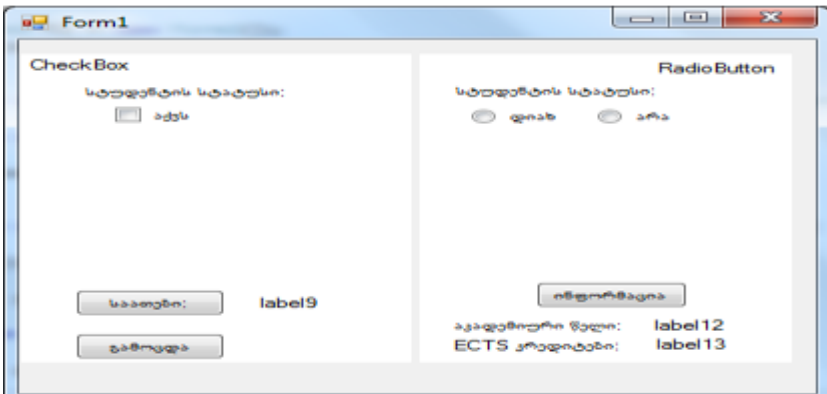 Form1
CheckBox
სტუდენტის სტატუსი:
აქვს
საათები:
label9
გამოცდა
RadioButton
სტუდენტის სტატუსი:
დიახ
არა
ინფორმაცია
აკადემიური წელი: label12
ECTS კრედიტები: label13